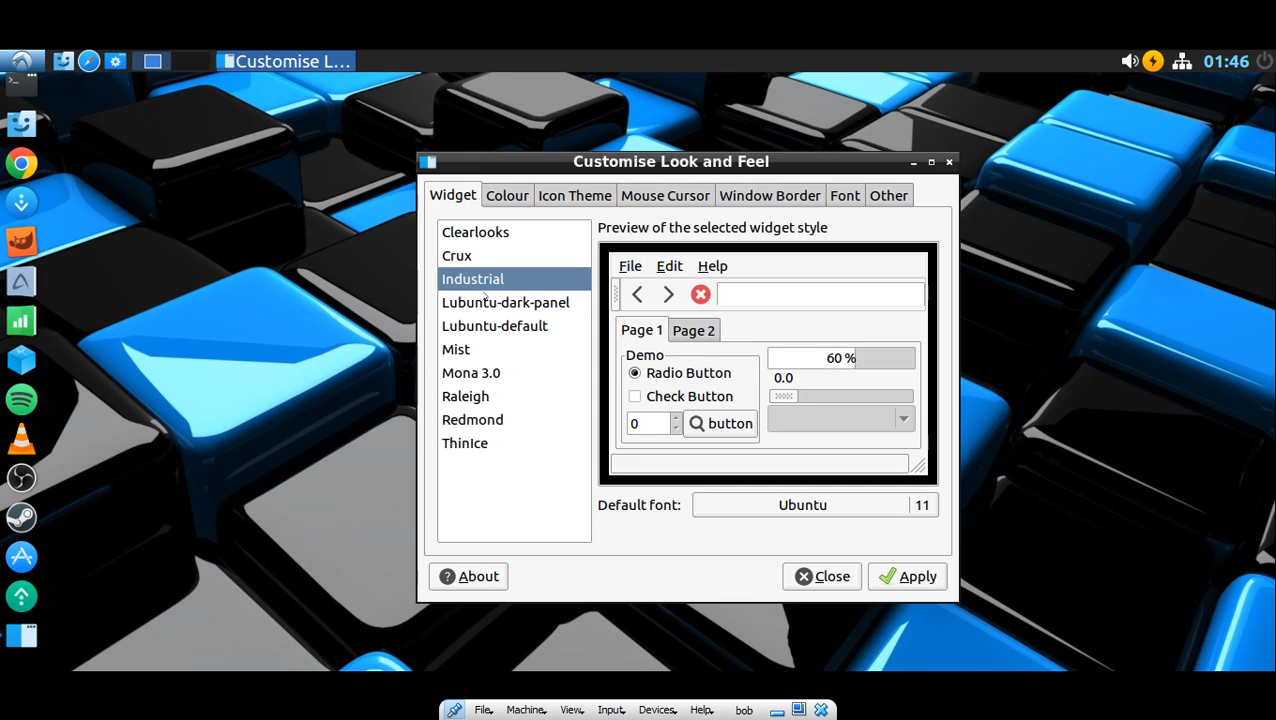 Customise L... 01:46
Customise Look and Feel
Widget Colour Icon Theme Mouse Cursor Window Border Font Other
Clearlooks
Crux
Industrial
Lubuntu-dark-panel
Lubuntu-default
Mist
Mona 3.0
Raleigh
Redmond
ThinIce
Preview of the selected widget style
File Edit Help
Page 1 Page 2
Demo
Radio Button
Check Button
0 button
60 %
0.0
Default font: Ubuntu 11
About Close Apply
File Machine View Input Devices Help bob